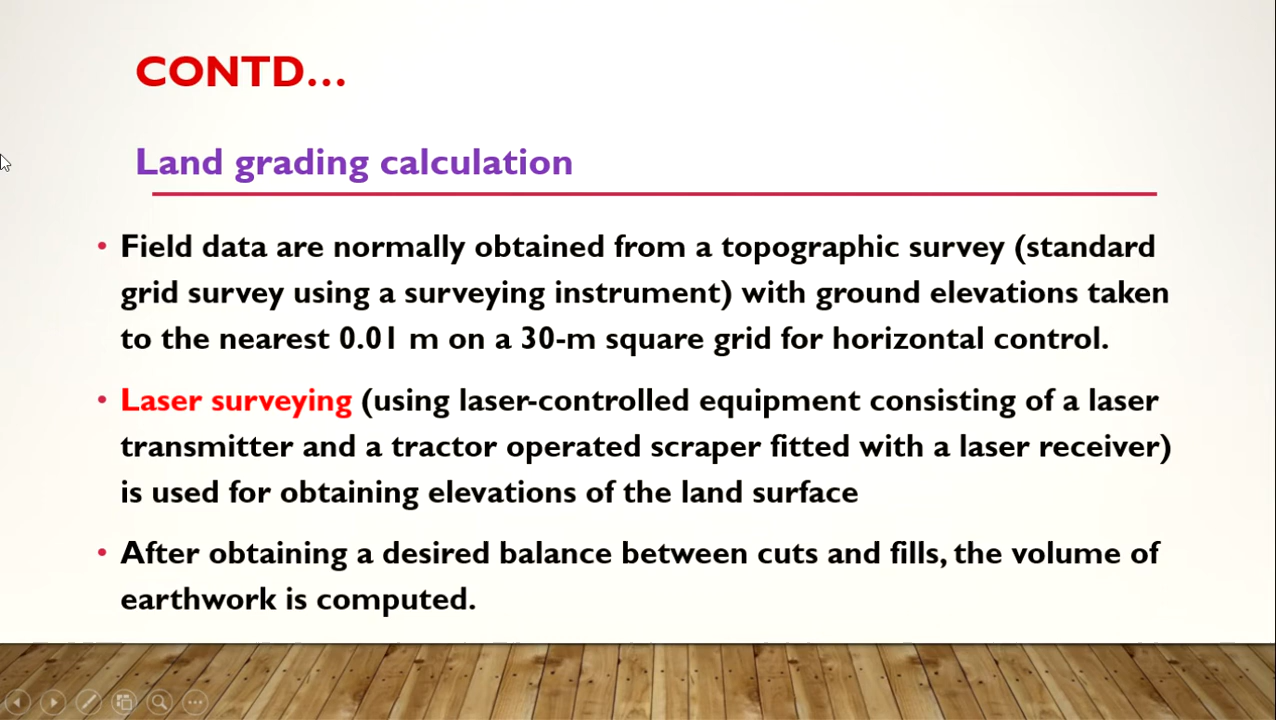 CONTD...
Land grading calculation
• Field data are normally obtained from a topographic survey (standard
grid survey using a surveying instrument) with ground elevations taken
to the nearest 0.01 m on a 30-m square grid for horizontal control.
• Laser surveying (using laser-controlled equipment consisting of a laser
transmitter and a tractor operated scraper fitted with a laser receiver)
is used for obtaining elevations of the land surface
• After obtaining a desired balance between cuts and fills, the volume of
earthwork is computed.